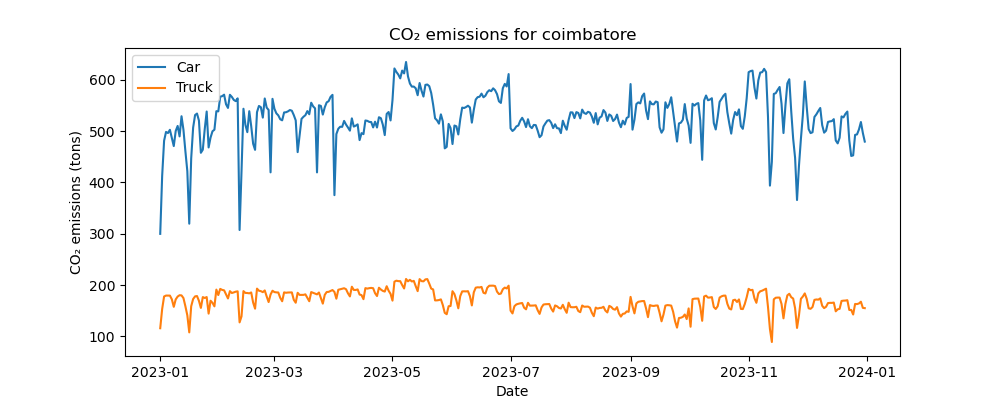 CO₂ emissions for coimbatore
Car
Truck
CO₂ emissions (tons)
600
500
400
300
200
100
2023-01
2023-03
2023-05
2023-07
2023-09
2023-11
2024-01
Date